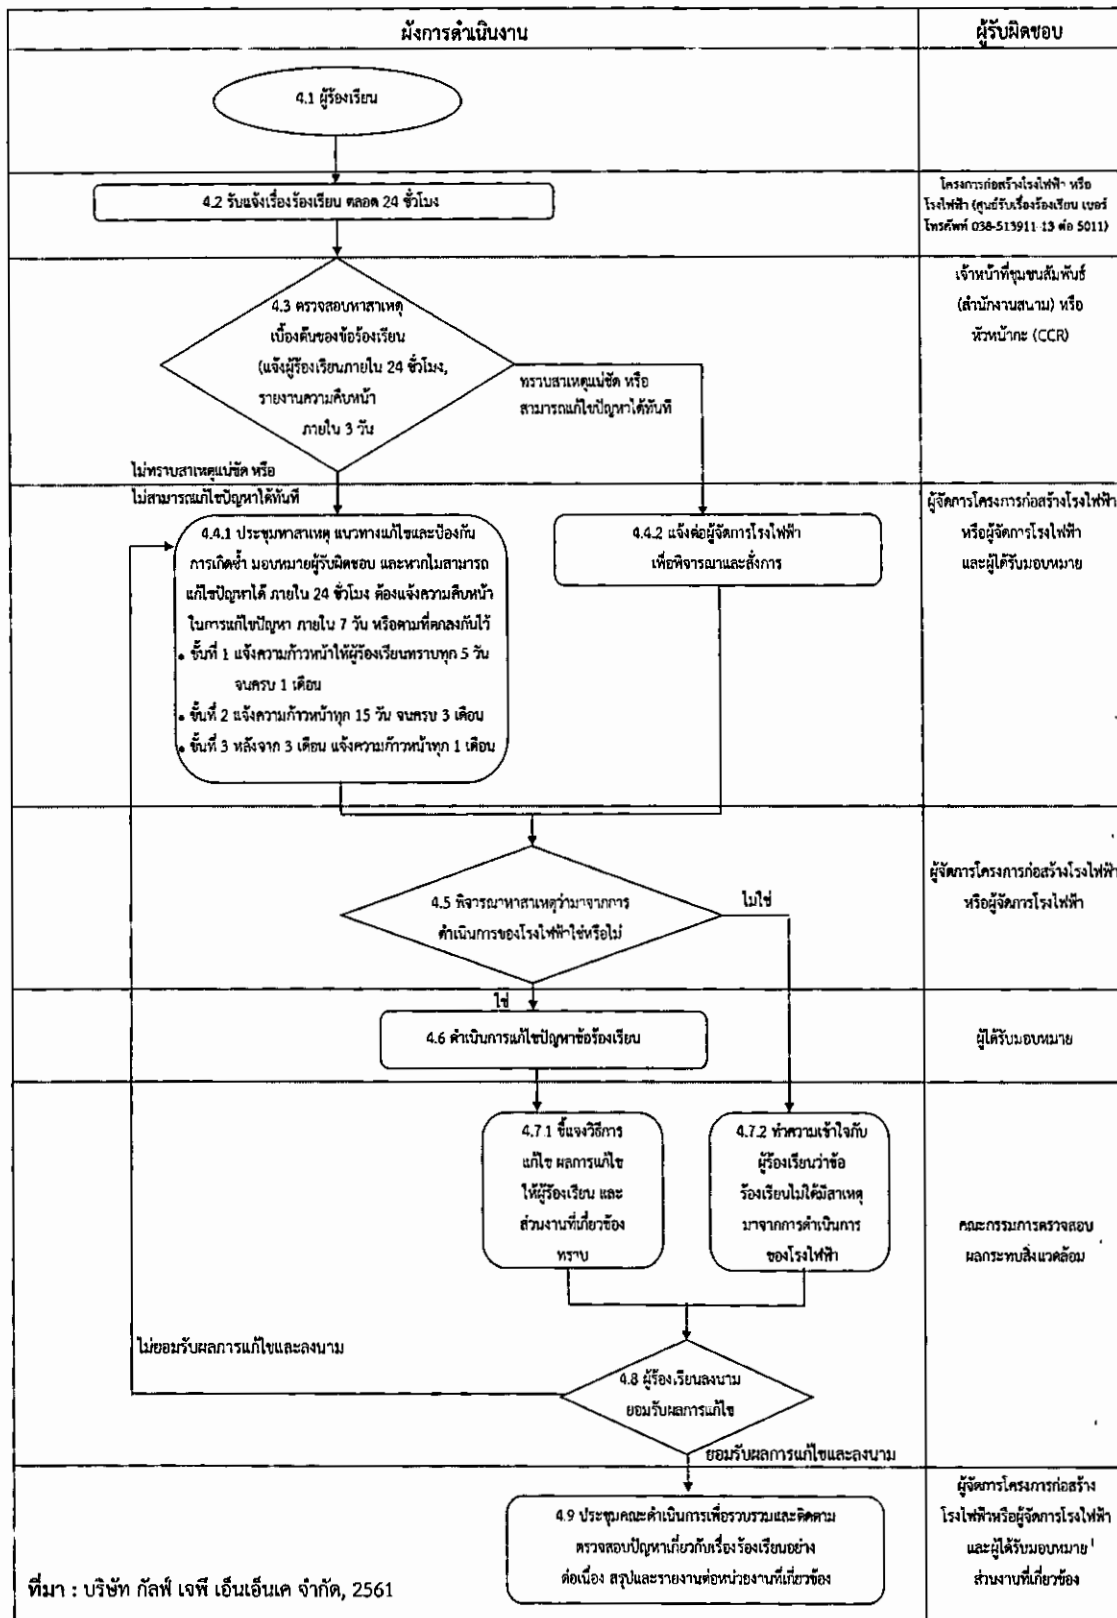 ผังการดำเนินงาน
ผู้รับผิดชอบ
4.1 ผู้ร้องเรียน
4.2 รับแจ้งเรื่องร้องเรียน ตลอด 24 ชั่วโมง
โครงการก่อสร้างโรงไฟฟ้า หรือ
โรงไฟฟ้า (ศูนย์รับเรื่องร้องเรียน เบอร์
โทรศัพท์ 038-513911-13 ต่อ 5011)
4.3 ตรวจสอบหาสาเหตุ
เบื้องต้นของข้อร้องเรียน
(แจ้งผู้ร้องเรียนภายใน 24 ชั่วโมง,
รายงานความคืบหน้า
ภายใน 3 วัน
เจ้าหน้าที่ชุมชนสัมพันธ์
(สำนักงานสนาม) หรือ
หัวหน้ากะ (CCR)
ทราบสาเหตุแน่ชัด หรือ
สามารถแก้ไขปัญหาได้ทันที
ไม่ทราบสาเหตุแน่ชัด หรือ
ไม่สามารถแก้ไขปัญหาได้ทันที
4.4.1 ประชุมหาสาเหตุ แนวทางแก้ไขและป้องกัน
การเกิดซ้ำ มอบหมายผู้รับผิดชอบ และหากไม่สามารถ
แก้ไขปัญหาได้ ภายใน 24 ชั่วโมง ต้องแจ้งความคืบหน้า
ในการแก้ไขปัญหา ภายใน 7 วัน หรือตามที่ตกลงกันไว้
• ขั้นที่ 1 แจ้งความก้าวหน้าให้ผู้ร้องเรียนทราบทุก 5 วัน
จนครบ 1 เดือน
• ขั้นที่ 2 แจ้งความก้าวหน้าทุก 15 วัน จนครบ 3 เดือน
• ขั้นที่ 3 หลังจาก 3 เดือน แจ้งความก้าวหน้าทุก 1 เดือน
4.4.2 แจ้งต่อผู้จัดการโรงไฟฟ้า
เพื่อพิจารณาและสั่งการ
ผู้จัดการโครงการก่อสร้างโรงไฟฟ้า
หรือผู้จัดการโรงไฟฟ้า
และผู้ได้รับมอบหมาย
4.5 พิจารณาหาสาเหตุว่ามาจากการ
ดำเนินการของโรงไฟฟ้าใช่หรือไม่
ไม่ใช่
ผู้จัดการโครงการก่อสร้างโรงไฟฟ้า
หรือผู้จัดการโรงไฟฟ้า
ใช่
4.6 ดำเนินการแก้ไขปัญหาข้อร้องเรียน
ผู้ได้รับมอบหมาย
4.7.1 ชี้แจงวิธีการ
แก้ไข ผลการแก้ไข
ให้ผู้ร้องเรียน และ
ส่วนงานที่เกี่ยวข้อง
ทราบ
4.7.2 ทำความเข้าใจกับ
ผู้ร้องเรียนว่าข้อ
ร้องเรียนไม่ได้มีสาเหตุ
มาจากการดำเนินการ
ของโรงไฟฟ้า
คณะกรรมการตรวจสอบ
ผลกระทบสิ่งแวดล้อม
ไม่ยอมรับผลการแก้ไขและลงนาม
4.8 ผู้ร้องเรียนลงนาม
ยอมรับผลการแก้ไข
ยอมรับผลการแก้ไขและลงนาม
4.9 ประชุมคณะดำเนินการเพื่อรวบรวมและติดตาม
ตรวจสอบปัญหาเกี่ยวกับเรื่องร้องเรียนอย่าง
ต่อเนื่อง สรุปและรายงานต่อหน่วยงานที่เกี่ยวข้อง
ผู้จัดการโครงการก่อสร้าง
โรงไฟฟ้าหรือผู้จัดการโรงไฟฟ้า
และผู้ได้รับมอบหมาย
ส่วนงานที่เกี่ยวข้อง
ที่มา : บริษัท กัลฟ์ เจพี เอ็นเอ็นเค จำกัด, 2561